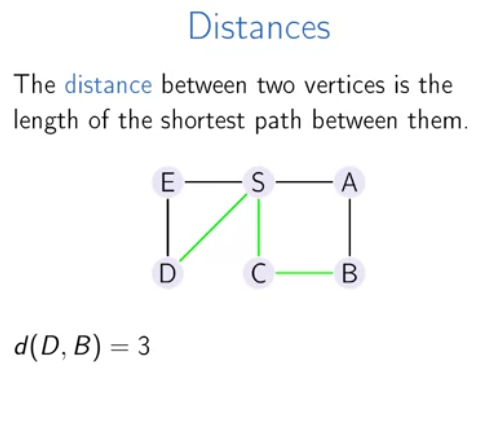 Distances
The distance between two vertices is the
length of the shortest path between them.
E S A
D C B
d(D, B) = 3